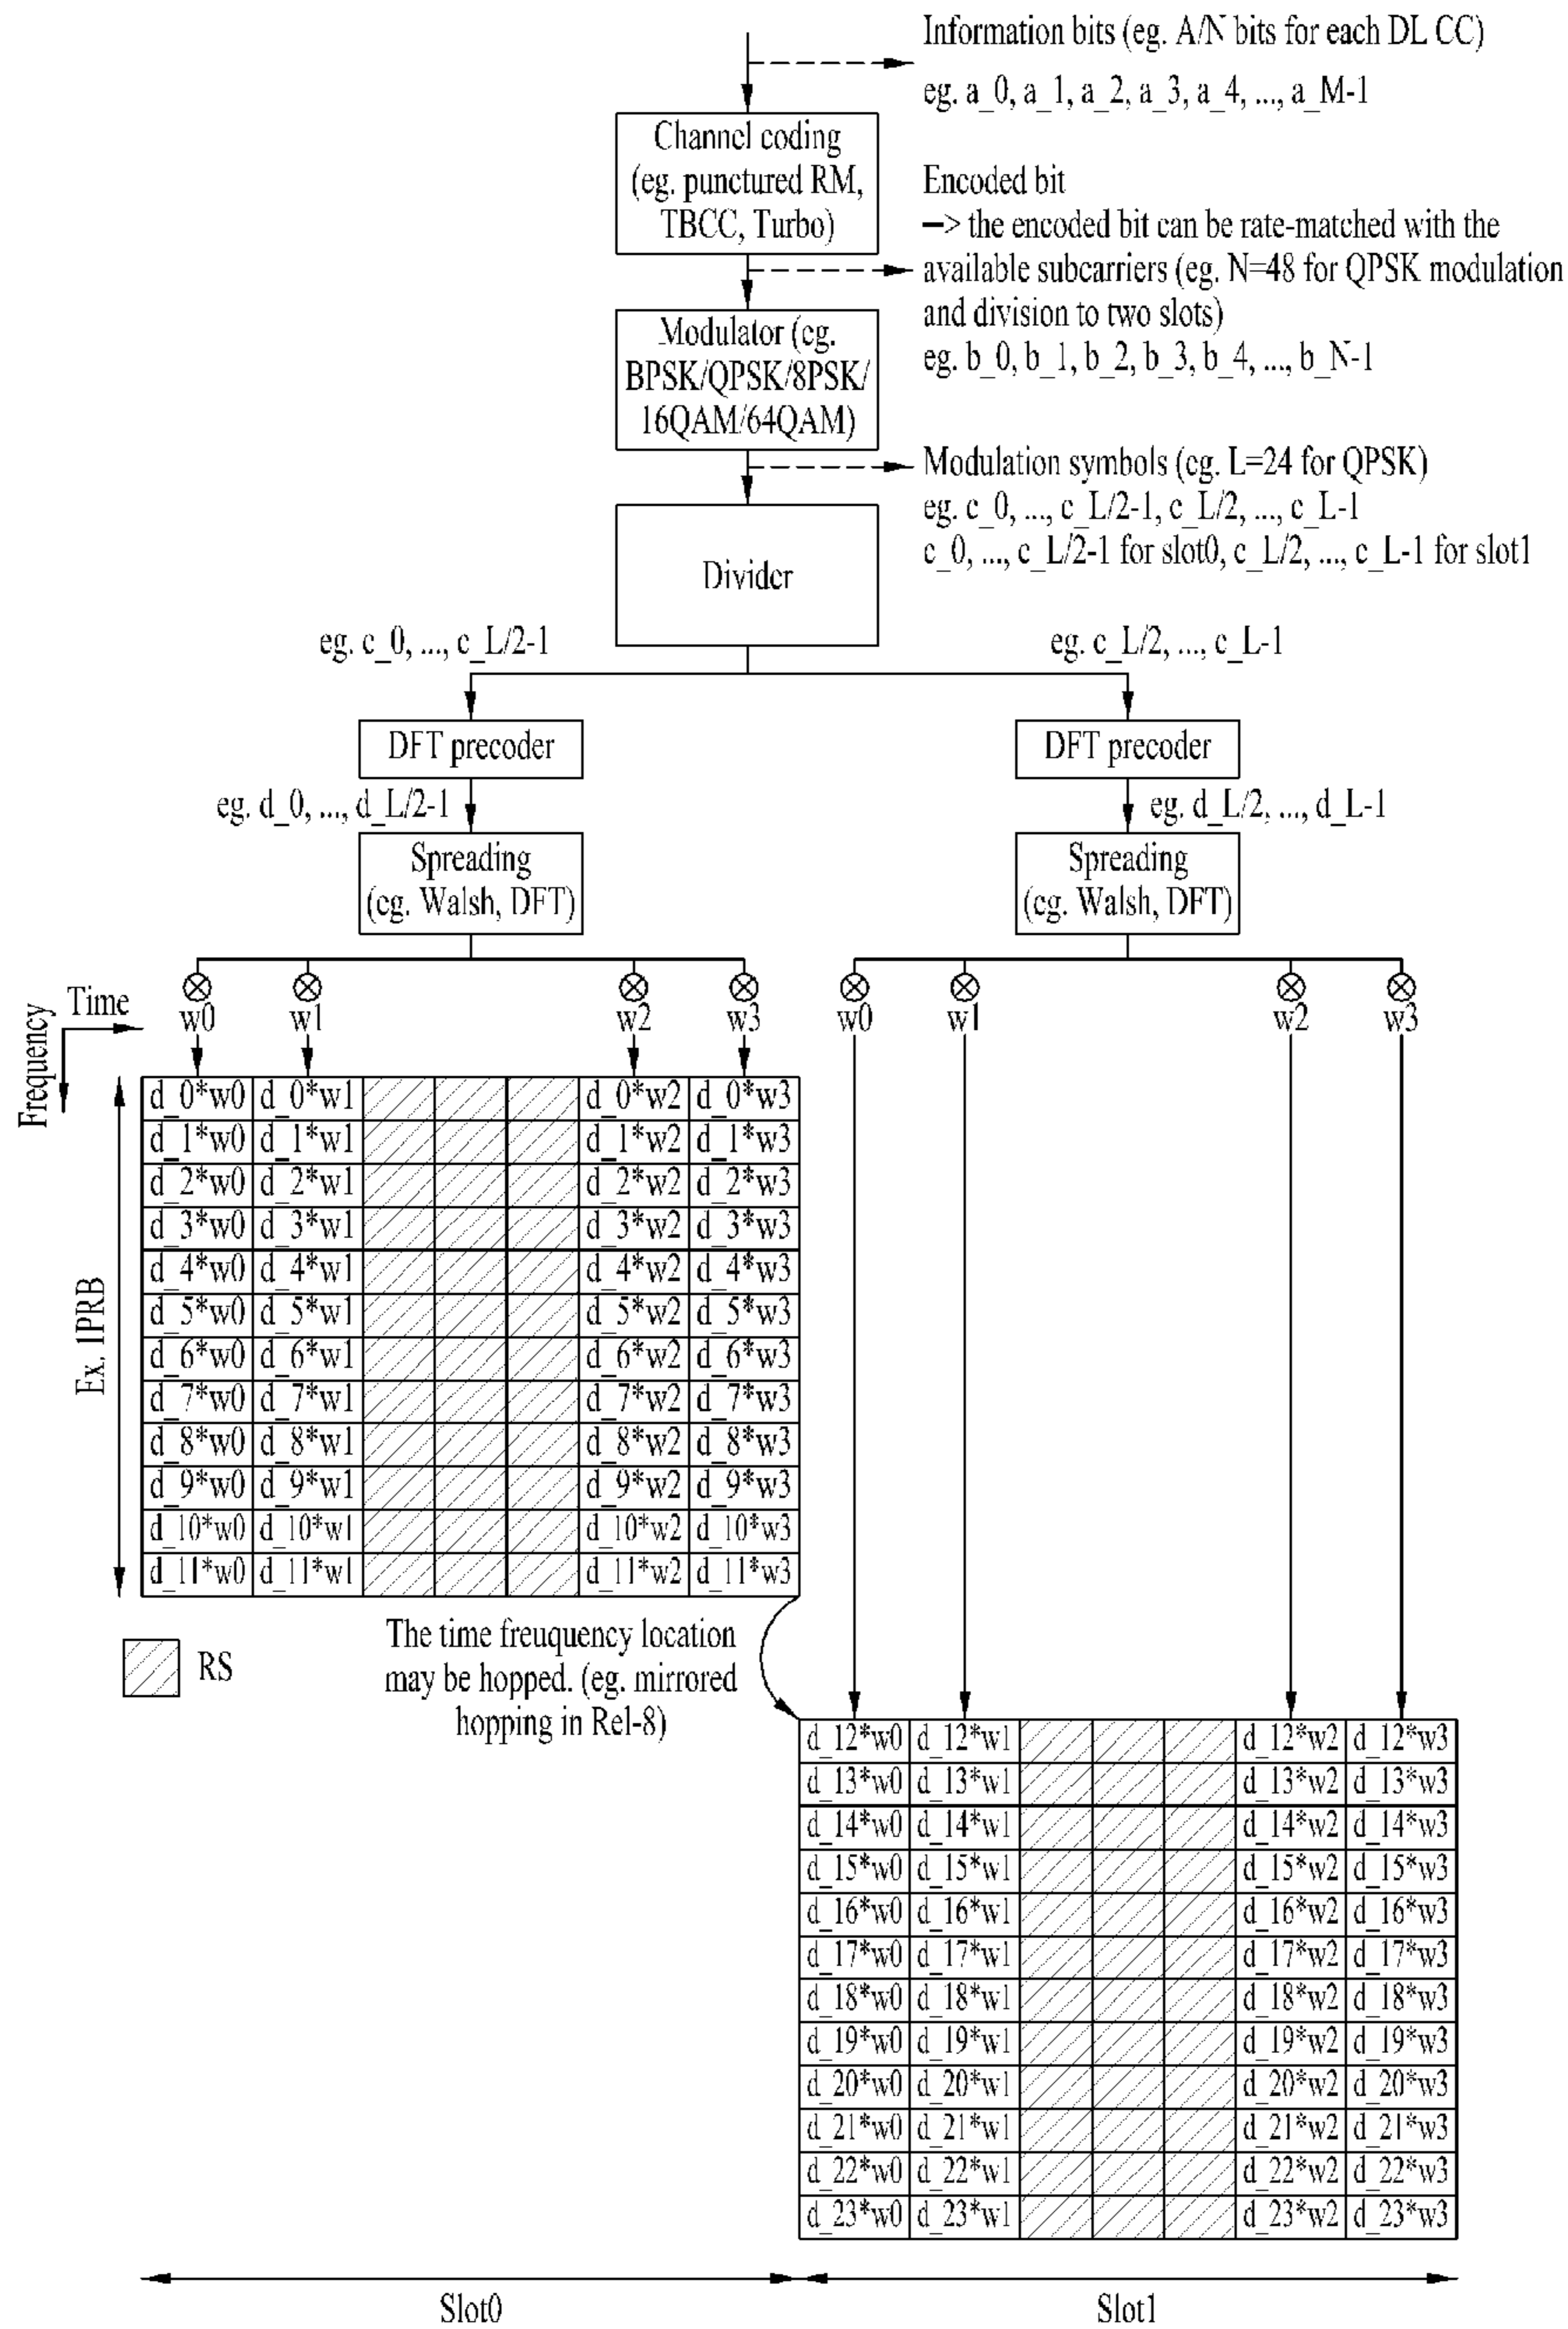 Information bits (eg. A/N bits for each DL CC)
eg. a_0, a_1, a_2, a_3, a_4, ..., a_M-1
Channel coding
(eg. punctured RM,
TBCC, Turbo)
Encoded bit
—> the encoded bit can be rate-matched with the
available subcarriers (eg. N=48 for QPSK modulation
and division to two slots)
eg. b_0, b_1, b_2, b_3, b_4, ..., b_N-1
Modulator (eg.
BPSK/QPSK/8PSK/
16QAM/64QAM)
Modulation symbols (eg. L=24 for QPSK)
eg. c_0, ..., c_L/2-1, c_L/2, ..., c_L-1
c_0, ..., c_L/2-1 for slot0, c_L/2, ..., c_L-1 for slot1
Divider
eg. c_0, ..., c_L/2-1
eg. c_L/2, ..., c_L-1
DFT precoder
DFT precoder
eg. d_0, ..., d_L/2-1
eg. d_L/2, ..., d_L-1
Spreading
(eg. Walsh, DFT)
Spreading
(eg. Walsh, DFT)
Time
Frequency
w0 w1 w2 w3
w0 w1 w2 w3
Ex. 1PRB
d_0*w0 d_0*w1 d_0*w2 d_0*w3
d_1*w0 d_1*w1 d_1*w2 d_1*w3
d_2*w0 d_2*w1 d_2*w2 d_2*w3
d_3*w0 d_3*w1 d_3*w2 d_3*w3
d_4*w0 d_4*w1 d_4*w2 d_4*w3
d_5*w0 d_5*w1 d_5*w2 d_5*w3
d_6*w0 d_6*w1 d_6*w2 d_6*w3
d_7*w0 d_7*w1 d_7*w2 d_7*w3
d_8*w0 d_8*w1 d_8*w2 d_8*w3
d_9*w0 d_9*w1 d_9*w2 d_9*w3
d_10*w0 d_10*w1 d_10*w2 d_10*w3
d_11*w0 d_11*w1 d_11*w2 d_11*w3
RS
The time freuquency location
may be hopped. (eg. mirrored
hopping in Rel-8)
d_12*w0 d_12*w1 d_12*w2 d_12*w3
d_13*w0 d_13*w1 d_13*w2 d_13*w3
d_14*w0 d_14*w1 d_14*w2 d_14*w3
d_15*w0 d_15*w1 d_15*w2 d_15*w3
d_16*w0 d_16*w1 d_16*w2 d_16*w3
d_17*w0 d_17*w1 d_17*w2 d_17*w3
d_18*w0 d_18*w1 d_18*w2 d_18*w3
d_19*w0 d_19*w1 d_19*w2 d_19*w3
d_20*w0 d_20*w1 d_20*w2 d_20*w3
d_21*w0 d_21*w1 d_21*w2 d_21*w3
d_22*w0 d_22*w1 d_22*w2 d_22*w3
d_23*w0 d_23*w1 d_23*w2 d_23*w3
Slot0
Slot1